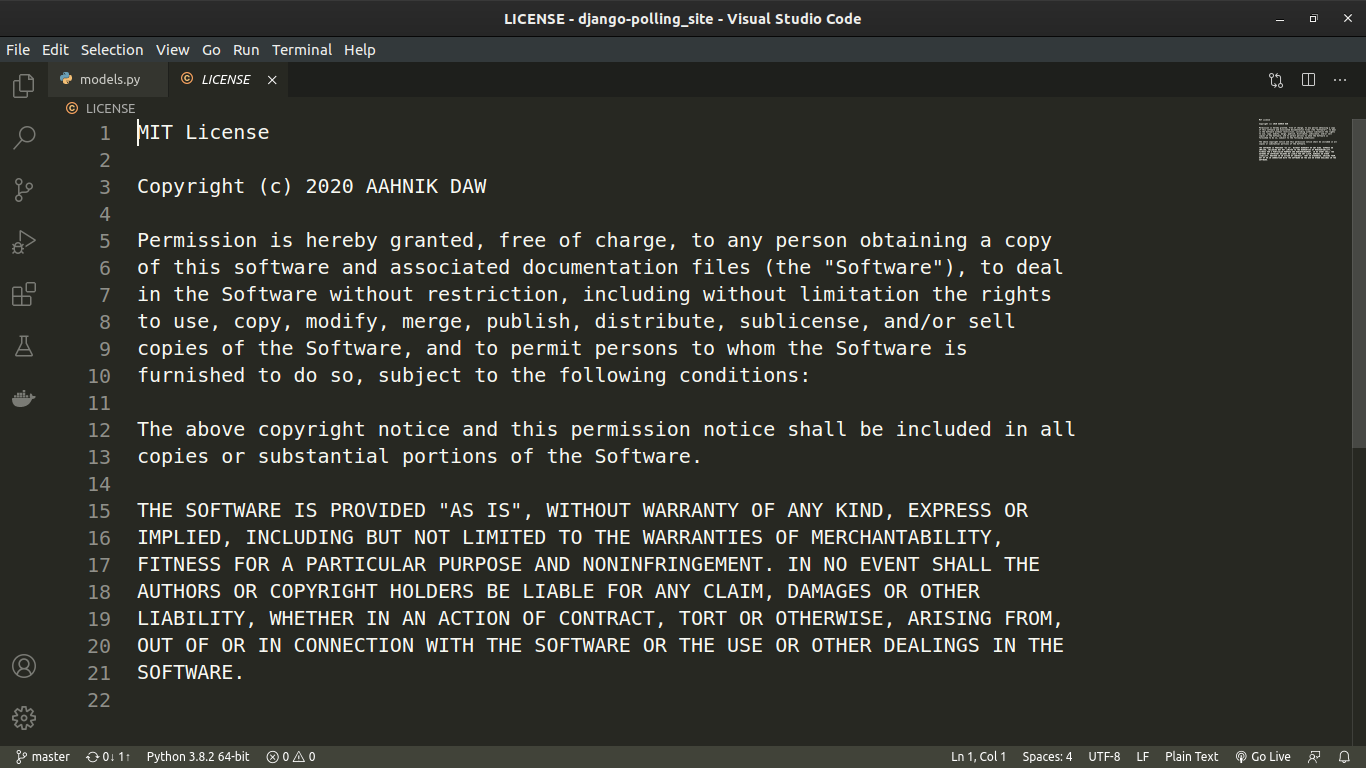 LICENSE - django-polling_site - Visual Studio Code
File Edit Selection View Go Run Terminal Help
models.py LICENSE
LICENSE
1 MIT License
2
3 Copyright (c) 2020 AAHNIK DAW
4
5 Permission is hereby granted, free of charge, to any person obtaining a copy
6 of this software and associated documentation files (the "Software"), to deal
7 in the Software without restriction, including without limitation the rights
8 to use, copy, modify, merge, publish, distribute, sublicense, and/or sell
9 copies of the Software, and to permit persons to whom the Software is
10 furnished to do so, subject to the following conditions:
11
12 The above copyright notice and this permission notice shall be included in all
13 copies or substantial portions of the Software.
14
15 THE SOFTWARE IS PROVIDED "AS IS", WITHOUT WARRANTY OF ANY KIND, EXPRESS OR
16 IMPLIED, INCLUDING BUT NOT LIMITED TO THE WARRANTIES OF MERCHANTABILITY,
17 FITNESS FOR A PARTICULAR PURPOSE AND NONINFRINGEMENT. IN NO EVENT SHALL THE
18 AUTHORS OR COPYRIGHT HOLDERS BE LIABLE FOR ANY CLAIM, DAMAGES OR OTHER
19 LIABILITY, WHETHER IN AN ACTION OF CONTRACT, TORT OR OTHERWISE, ARISING FROM,
20 OUT OF OR IN CONNECTION WITH THE SOFTWARE OR THE USE OR OTHER DEALINGS IN THE
21 SOFTWARE.
22
master 0↓ 1↑ Python 3.8.2 64-bit 0 0 Ln 1, Col 1 Spaces: 4 UTF-8 LF Plain Text Go Live